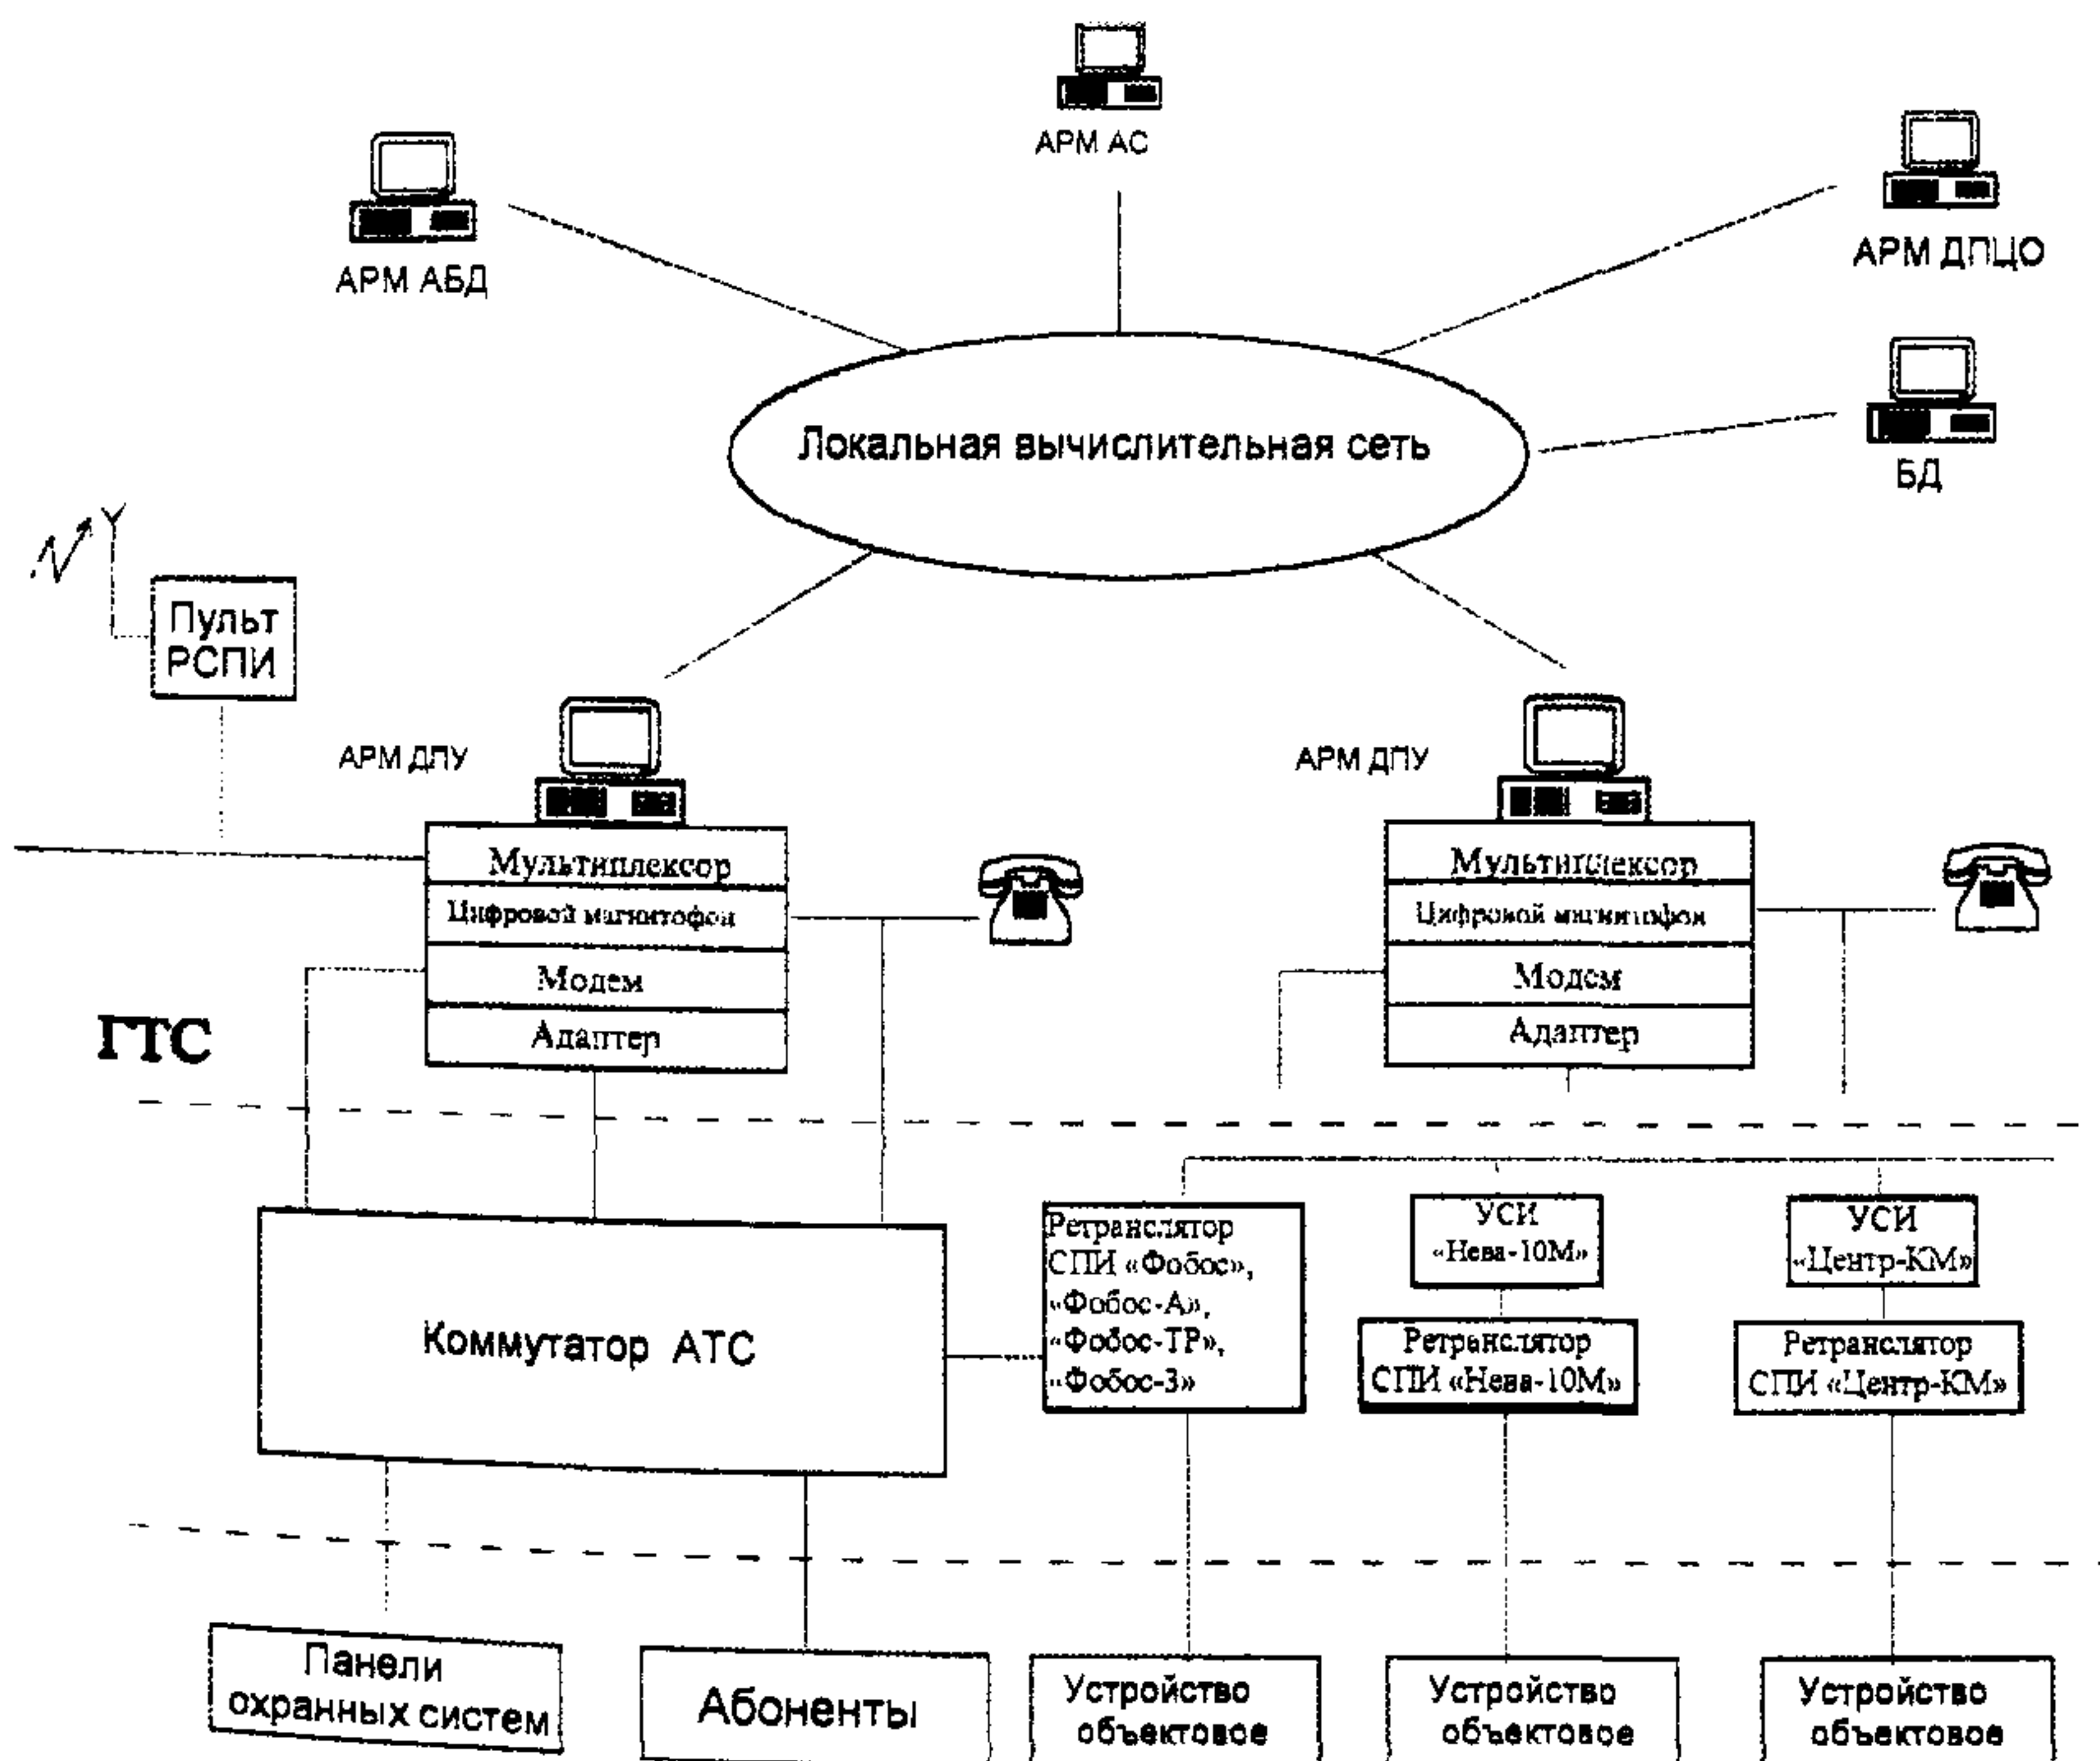 АРМ АС
АРМ АБД
АРМ ДПЦО
Локальная вычислительная сеть
БД
Пульт
РСПИ
АРМ ДПУ
АРМ ДПУ
Мультиплексор
Цифровой магнитофон
Модем
Адаптер
Мультиплексор
Цифровой магнитофон
Модем
Адаптер
ГТС
Коммутатор АТС
Ретранслятор
СПИ «Фобос»,
«Фобос-А»,
«Фобос-ТР»,
«Фобос-3»
УСИ
«Нева-10М»
Ретранслятор
СПИ «Нева-10М»
УСИ
«Центр-КМ»
Ретранслятор
СПИ «Центр-КМ»
Панели
охранных систем
Абоненты
Устройство
объектовое
Устройство
объектовое
Устройство
объектовое